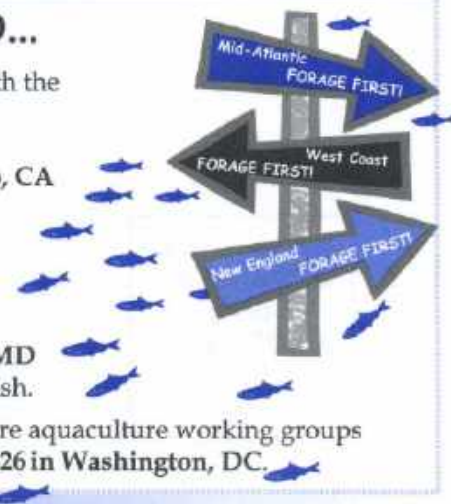 ...
th the
Mid-Atlantic
FORAGE FIRST!
, CA
West Coast
FORAGE FIRST!
New England
FORAGE FIRST!
MD
sh.
re aquaculture working groups
26 in Washington, DC.